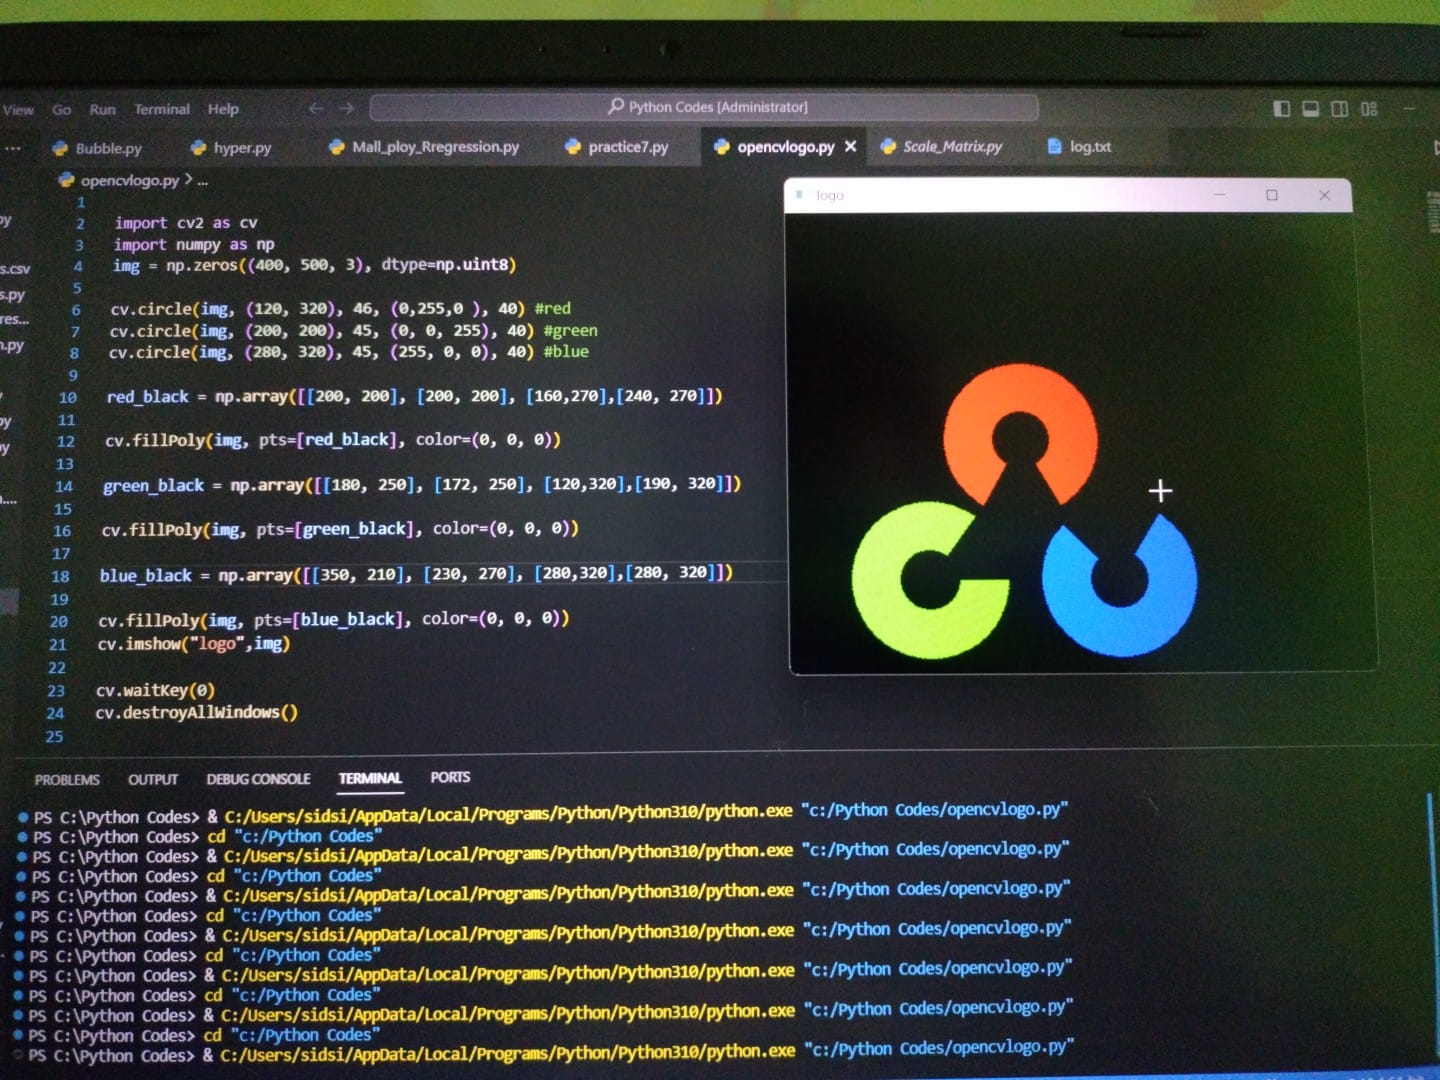 View Go Run Terminal Help ← → Python Codes [Administrator]
... Bubble.py hyper.py Mall_ploy_Rregression.py practice7.py opencvlogo.py Scale_Matrix.py log.txt
opencvlogo.py > ...
logo
py
s.csv
s.py
res...
n.py
py
y
....
1
2 import cv2 as cv
3 import numpy as np
4 img = np.zeros((400, 500, 3), dtype=np.uint8)
5
6 cv.circle(img, (120, 320), 46, (0,255,0 ), 40) #red
7 cv.circle(img, (200, 200), 45, (0, 0, 255), 40) #green
8 cv.circle(img, (280, 320), 45, (255, 0, 0), 40) #blue
9
10 red_black = np.array([[200, 200], [200, 200], [160,270],[240, 270]])
11
12 cv.fillPoly(img, pts=[red_black], color=(0, 0, 0))
13
14 green_black = np.array([[180, 250], [172, 250], [120,320],[190, 320]])
15
16 cv.fillPoly(img, pts=[green_black], color=(0, 0, 0))
17
18 blue_black = np.array([[350, 210], [230, 270], [280,320],[280, 320]])
19
20 cv.fillPoly(img, pts=[blue_black], color=(0, 0, 0))
21 cv.imshow("logo",img)
22
23 cv.waitKey(0)
24 cv.destroyAllWindows()
25
PROBLEMS OUTPUT DEBUG CONSOLE TERMINAL PORTS
PS C:\Python Codes> & C:/Users/sidsi/AppData/Local/Programs/Python/Python310/python.exe "c:/Python Codes/opencvlogo.py"
PS C:\Python Codes> cd "c:/Python Codes"
PS C:\Python Codes> & C:/Users/sidsi/AppData/Local/Programs/Python/Python310/python.exe "c:/Python Codes/opencvlogo.py"
PS C:\Python Codes> cd "c:/Python Codes"
PS C:\Python Codes> & C:/Users/sidsi/AppData/Local/Programs/Python/Python310/python.exe "c:/Python Codes/opencvlogo.py"
PS C:\Python Codes> cd "c:/Python Codes"
PS C:\Python Codes> & C:/Users/sidsi/AppData/Local/Programs/Python/Python310/python.exe "c:/Python Codes/opencvlogo.py"
PS C:\Python Codes> cd "c:/Python Codes"
PS C:\Python Codes> & C:/Users/sidsi/AppData/Local/Programs/Python/Python310/python.exe "c:/Python Codes/opencvlogo.py"
PS C:\Python Codes> cd "c:/Python Codes"
PS C:\Python Codes> & C:/Users/sidsi/AppData/Local/Programs/Python/Python310/python.exe "c:/Python Codes/opencvlogo.py"
PS C:\Python Codes> cd "c:/Python Codes"
PS C:\Python Codes> & C:/Users/sidsi/AppData/Local/Programs/Python/Python310/python.exe "c:/Python Codes/opencvlogo.py"